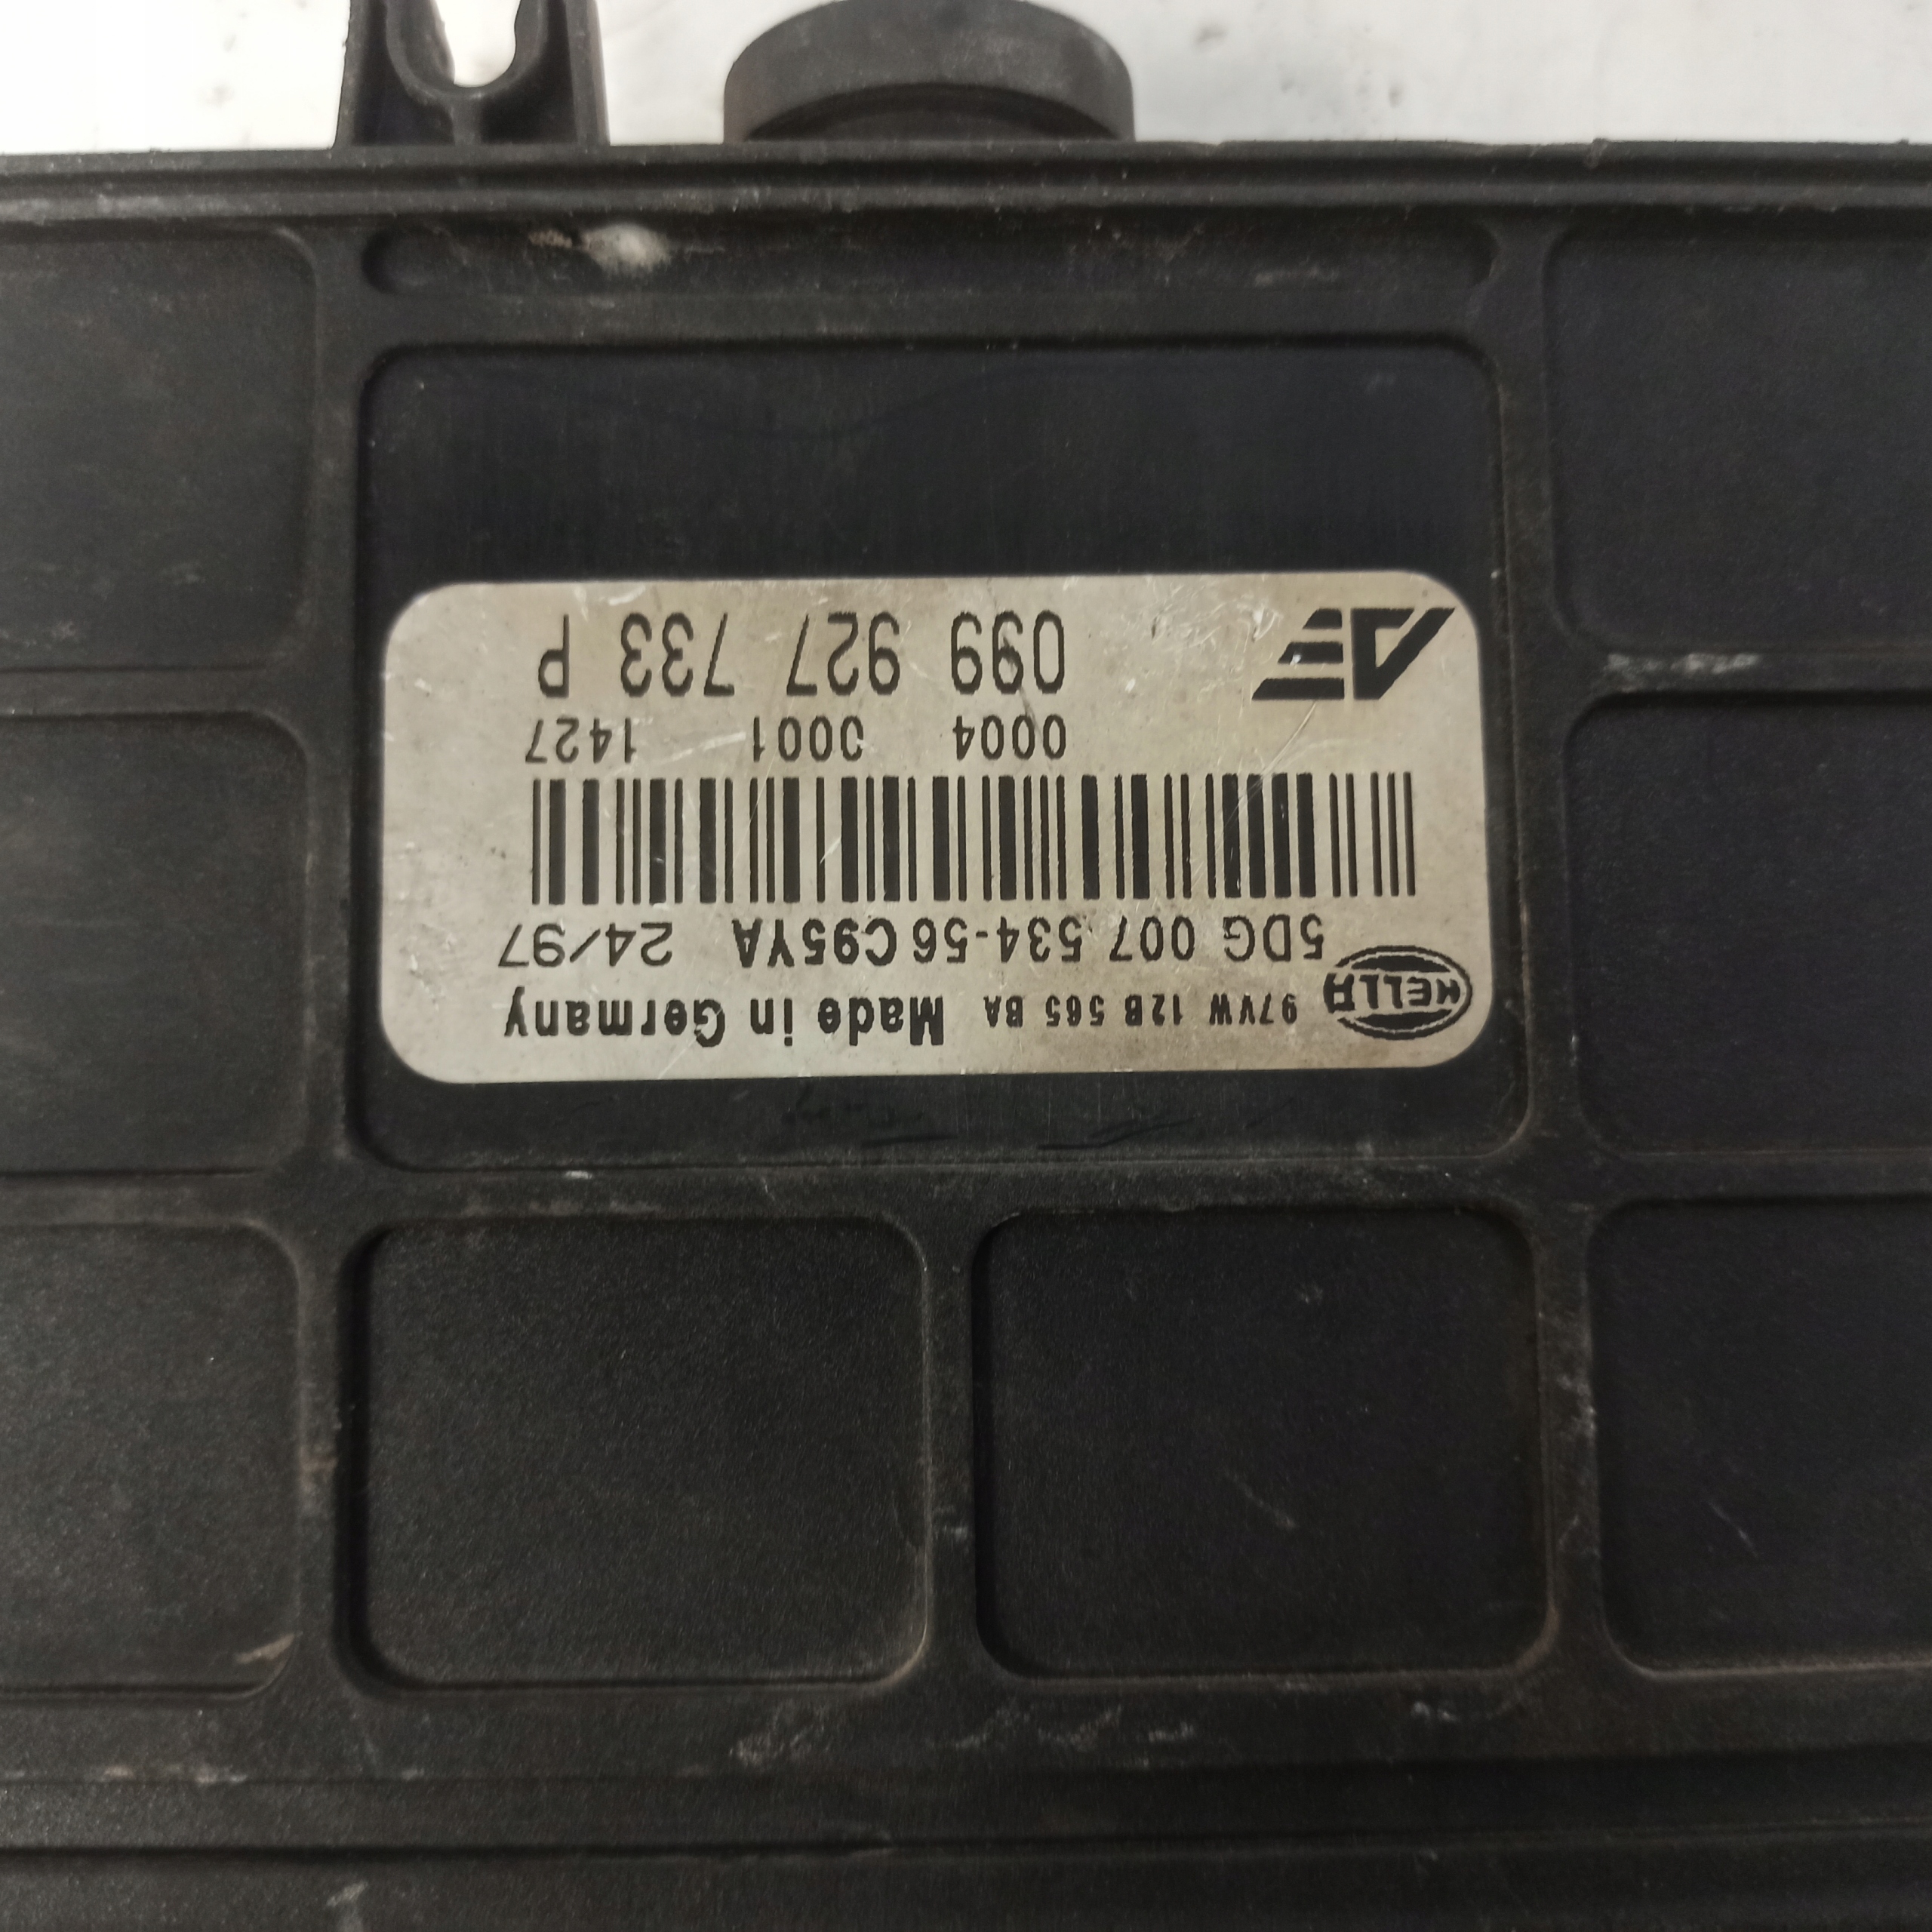 HELLA 97VW 12B 565 BA Made in Germany
5DG 007 534-56 C95YA 24/97
0004 0001 1427
099 927 733 P